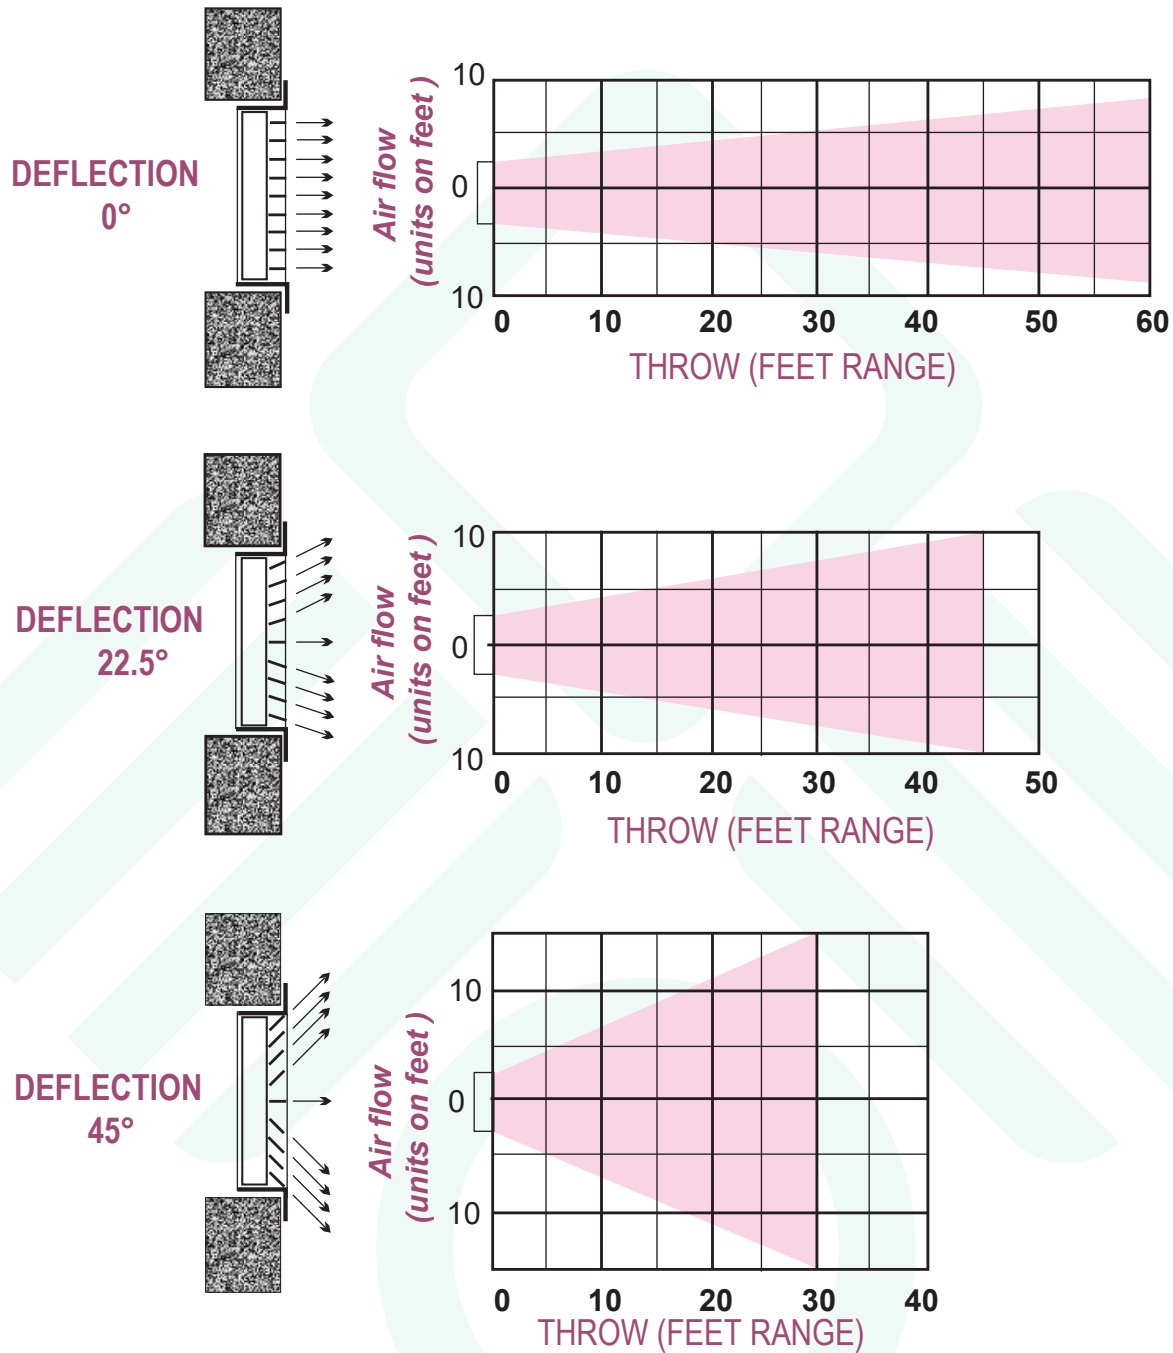 DEFLECTION
0°
Air flow
(units on feet )
10
0
10
0 10 20 30 40 50 60
THROW (FEET RANGE)
DEFLECTION
22.5°
Air flow
(units on feet )
10
0
10
0 10 20 30 40 50
THROW (FEET RANGE)
DEFLECTION
45°
Air flow
(units on feet )
10
0
10
0 10 20 30 40
THROW (FEET RANGE)